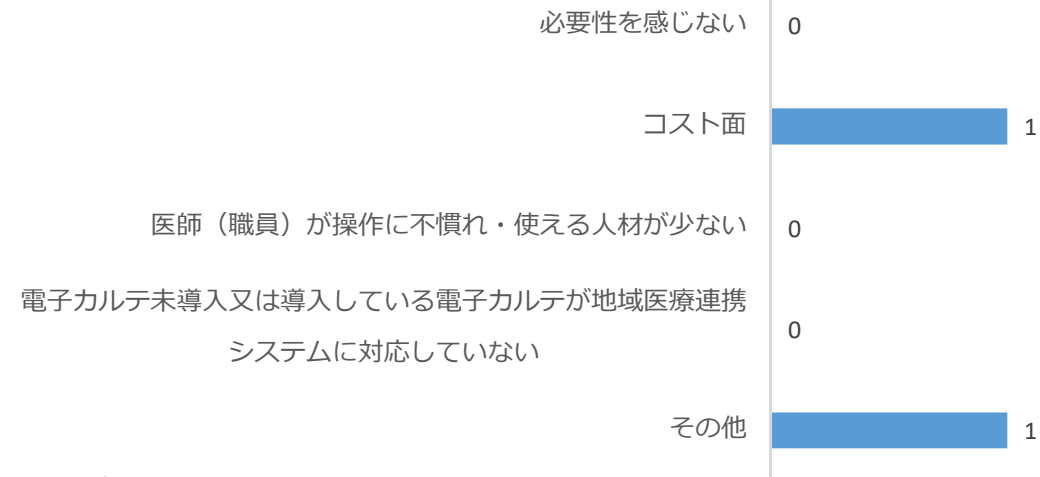 必要性を感じない 0
コスト面 1
医師（職員）が操作に不慣れ・使える人材が少ない 0
電子カルテ未導入又は導入している電子カルテが地域医療連携
システムに対応していない 0
その他 1